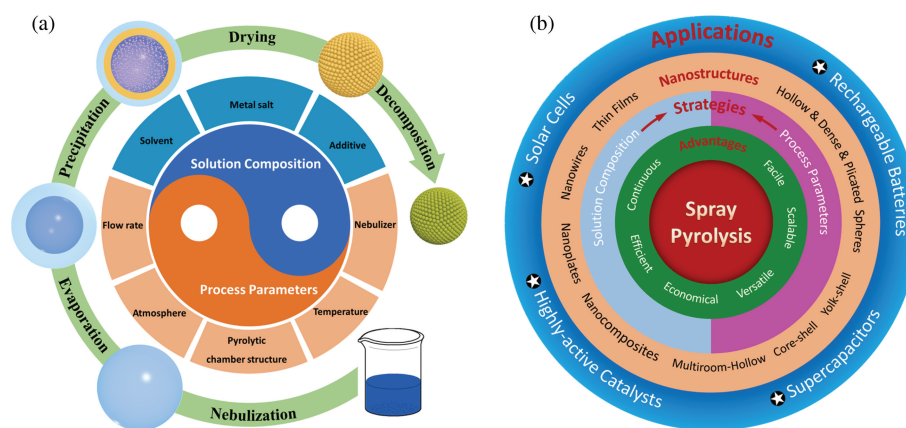 (a)
Drying
Decomposition
Precipitation
Evaporation
Nebulization
Metal salt
Solvent
Additive
Solution Composition
Flow rate
Nebulizer
Process Parameters
Atmosphere
Temperature
Pyrolytic
chamber structure
(b)
Applications
Solar Cells
Rechargeable Batteries
Highly-active Catalysts
Supercapacitors
Nanostructures
Thin Films
Nanowires
Nanoplates
Nanocomposites
Multiroom-Hollow
Core-shell
Yolk-shell
Hollow & Dense & Plicated Spheres
Strategies
Solution Composition
Process Parameters
Advantages
Continuous
Facile
Scalable
Versatile
Economical
Efficient
Spray
Pyrolysis